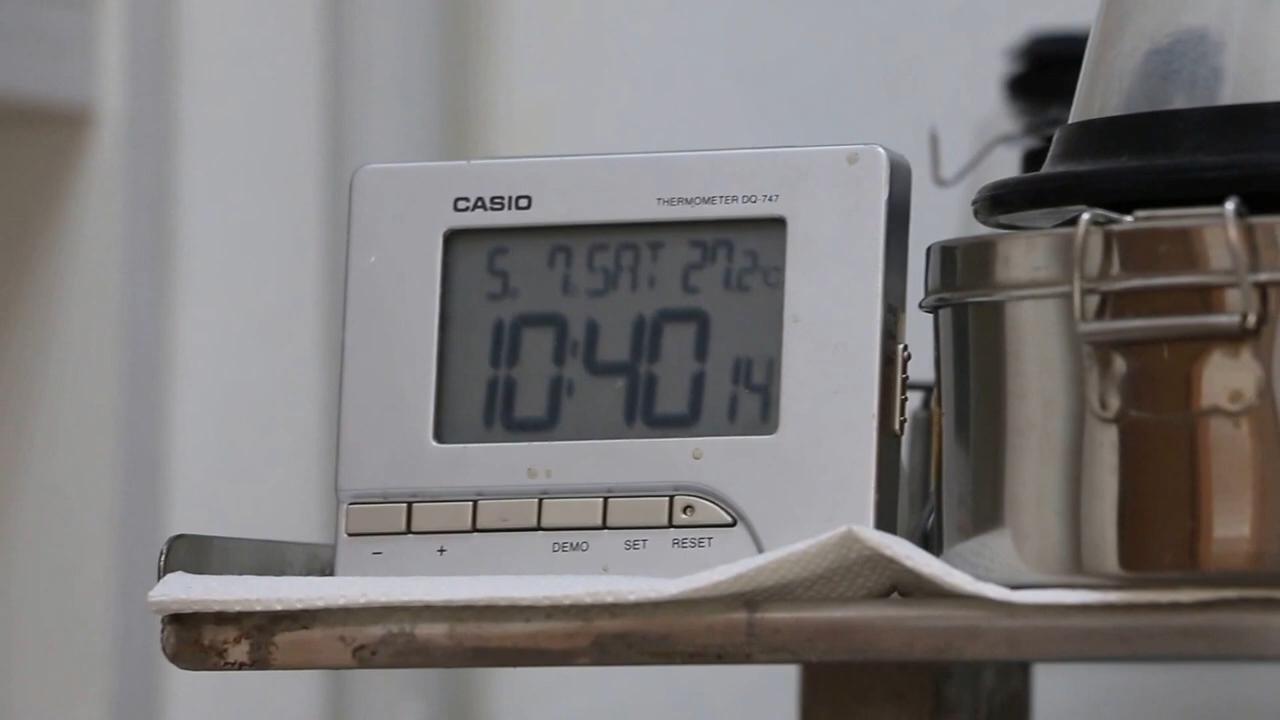 CASIO THERMOMETER DQ-747
5. 7. SAT 27.2°C
10:40 14
- +  DEMO SET RESET